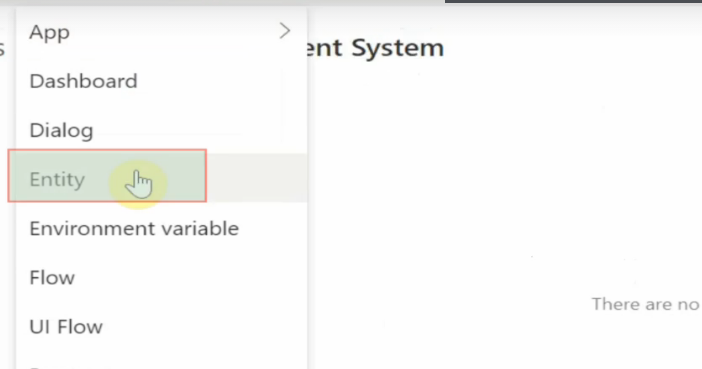 App
ent System
Dashboard
Dialog
Entity
Environment variable
Flow
There are no
UI Flow